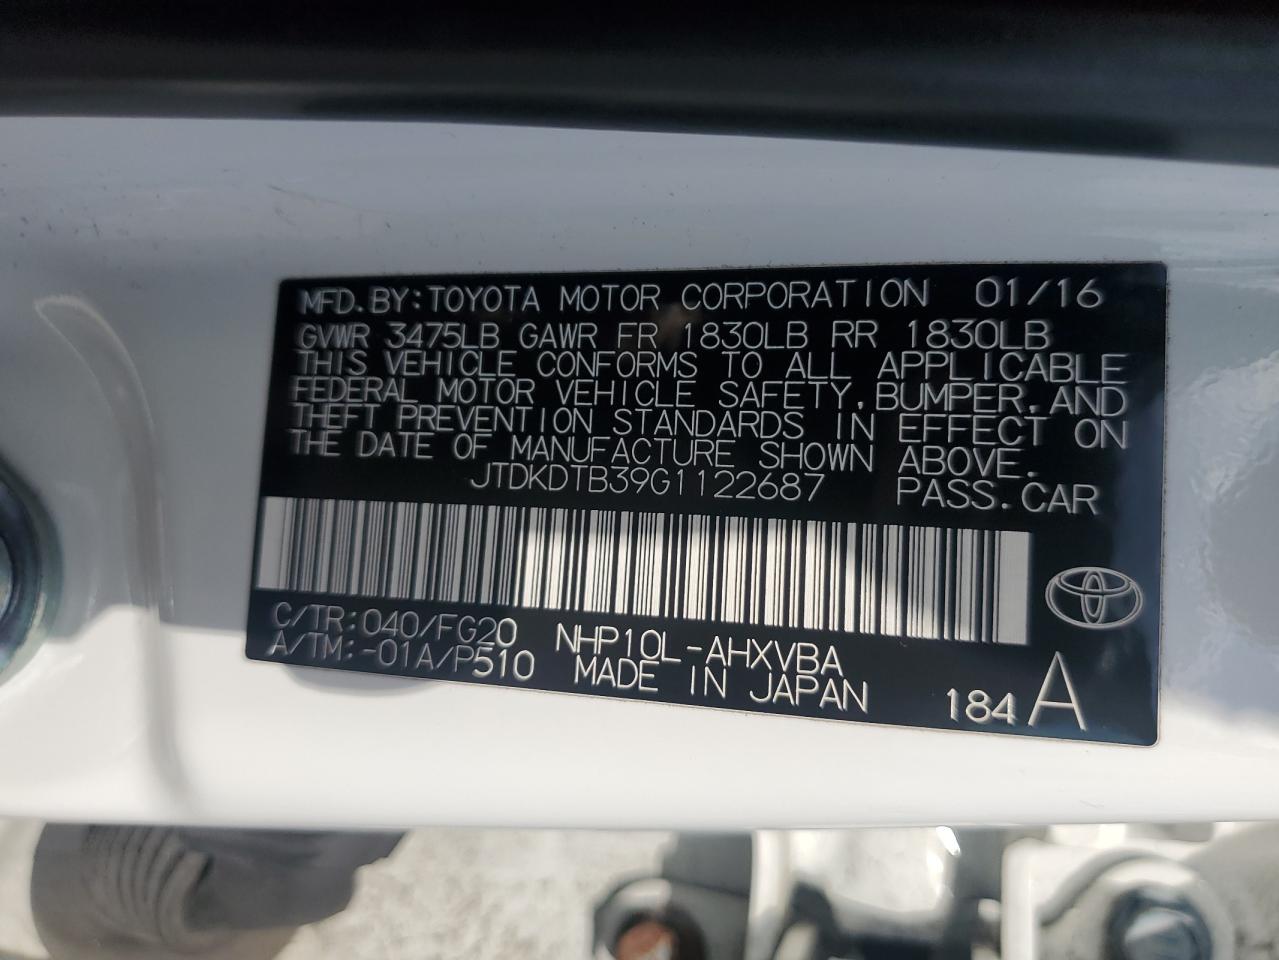 MFD.BY:TOYOTA MOTOR CORPORATION 01/16
GVWR 3475LB GAWR FR 1830LB RR 1830LB
THIS VEHICLE CONFORMS TO ALL APPLICABLE
FEDERAL MOTOR VEHICLE SAFETY,BUMPER,AND
THEFT PREVENTION STANDARDS IN EFFECT ON
THE DATE OF MANUFACTURE SHOWN ABOVE.
JTDKDTB39G1122687 PASS.CAR
C/TR:040/FG20 NHP10L-AHXVBA
A/TM:-01A/P510 MADE IN JAPAN 184 A